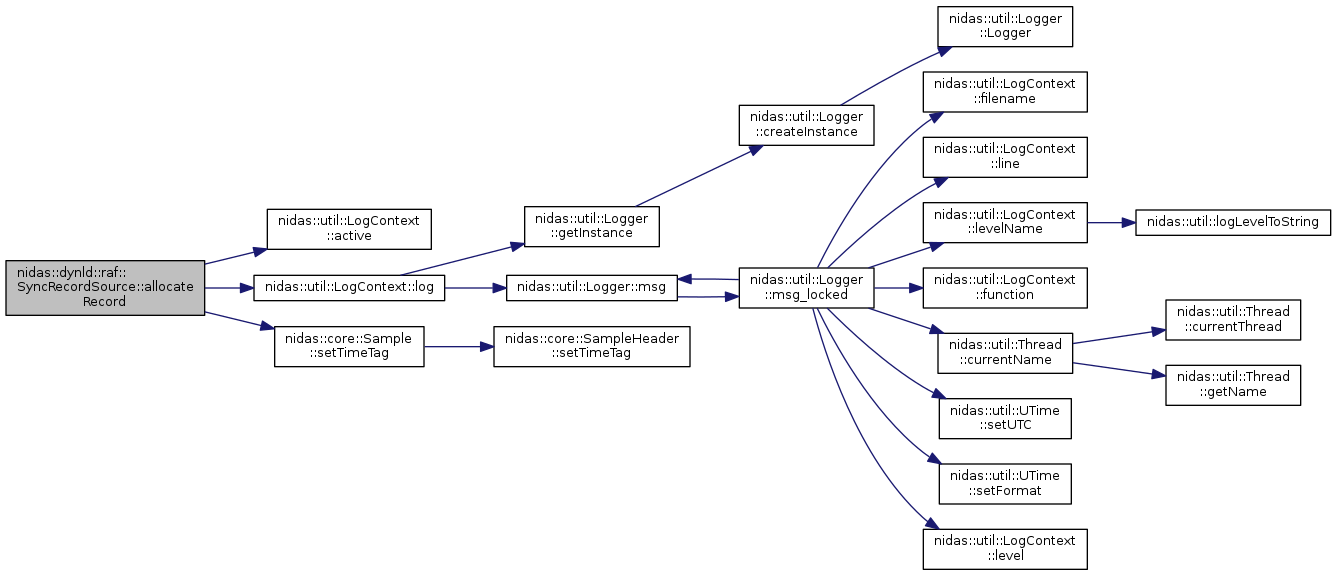 nidas::util::Logger
::Logger
nidas::util::LogContext
::filename
nidas::util::Logger
::createInstance
nidas::util::LogContext
::line
nidas::util::LogContext
::active
nidas::util::Logger
::getInstance
nidas::util::LogContext
::levelName
nidas::util::logLevelToString
nidas::dynld::raf::
SyncRecordSource::allocate
Record
nidas::util::LogContext::log
nidas::util::Logger::msg
nidas::util::Logger
::msg_locked
nidas::util::LogContext
::function
nidas::core::Sample
::setTimeTag
nidas::core::SampleHeader
::setTimeTag
nidas::util::Thread
::currentName
nidas::util::Thread
::currentThread
nidas::util::Thread
::getName
nidas::util::UTime
::setUTC
nidas::util::UTime
::setFormat
nidas::util::LogContext
::level